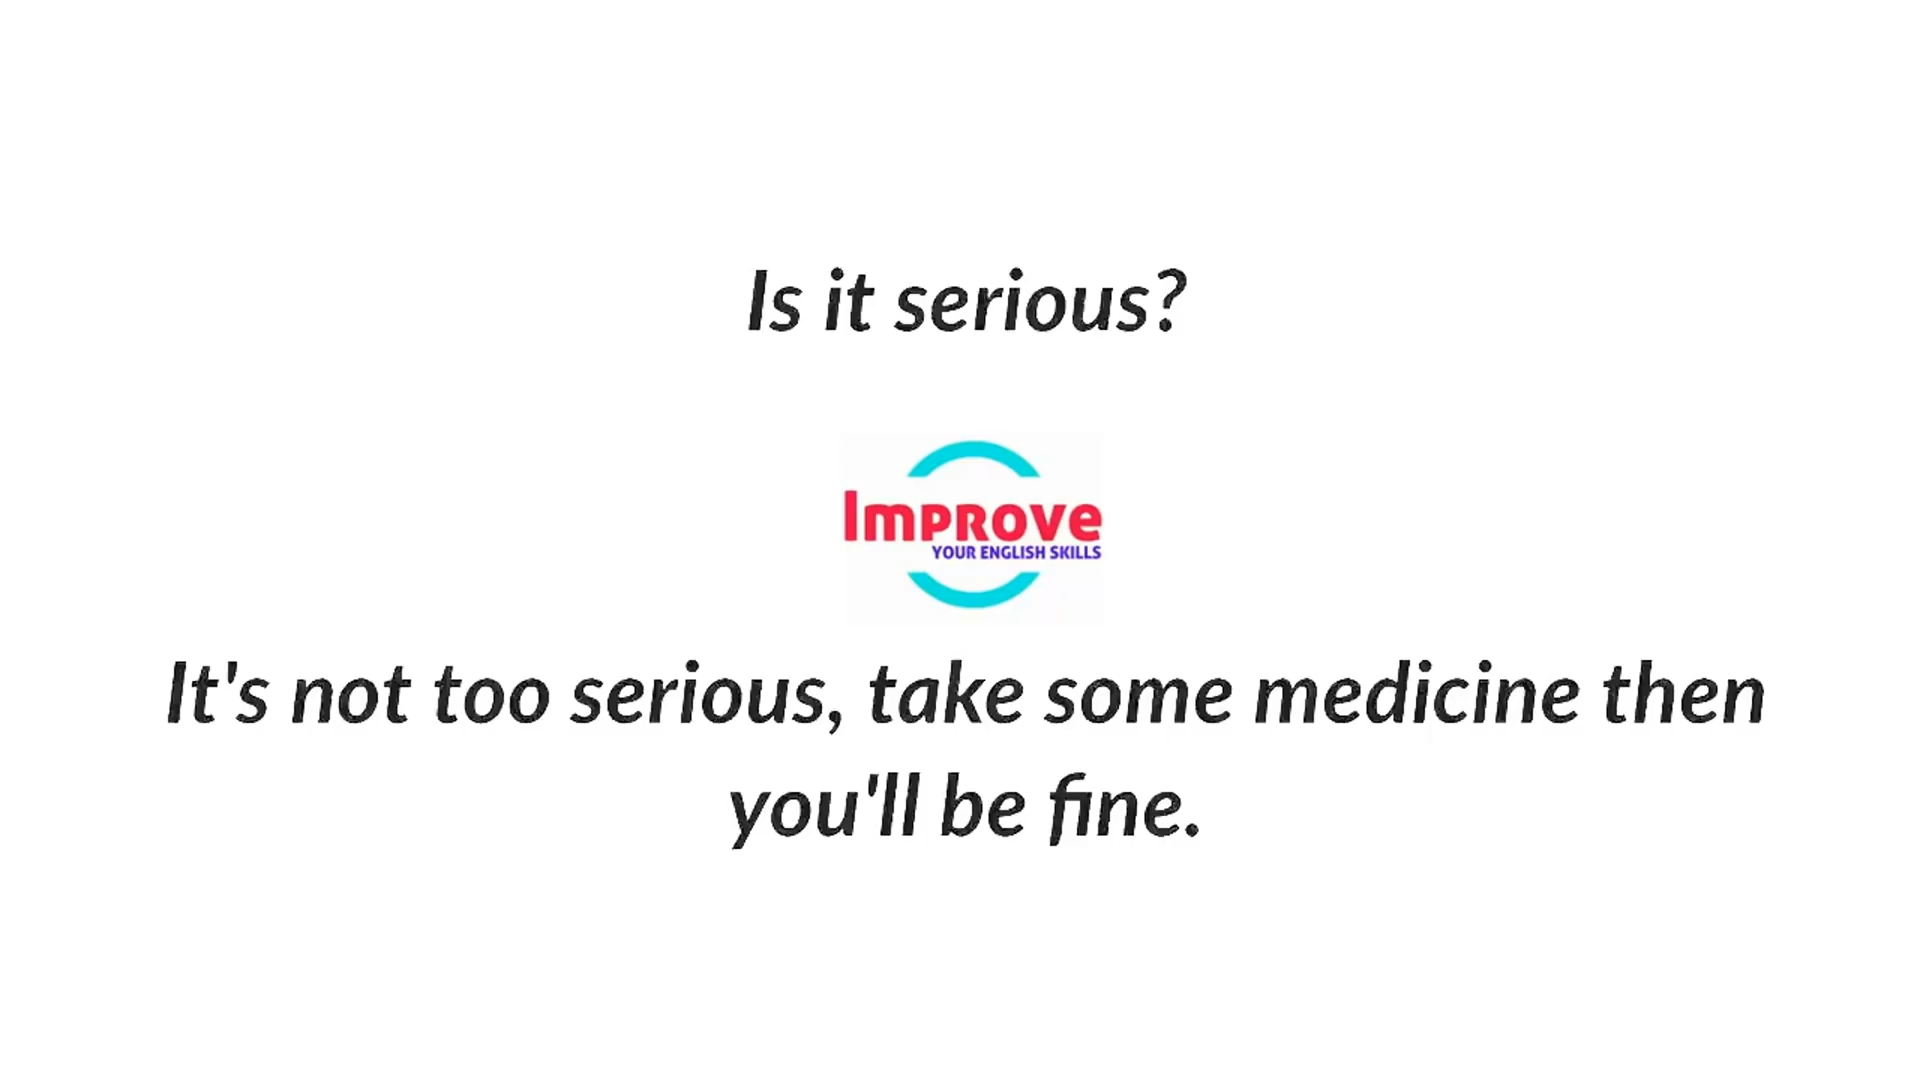 Is it serious?
Improve
YOUR ENGLISH SKILLS
It's not too serious, take some medicine then
you'll be fine.